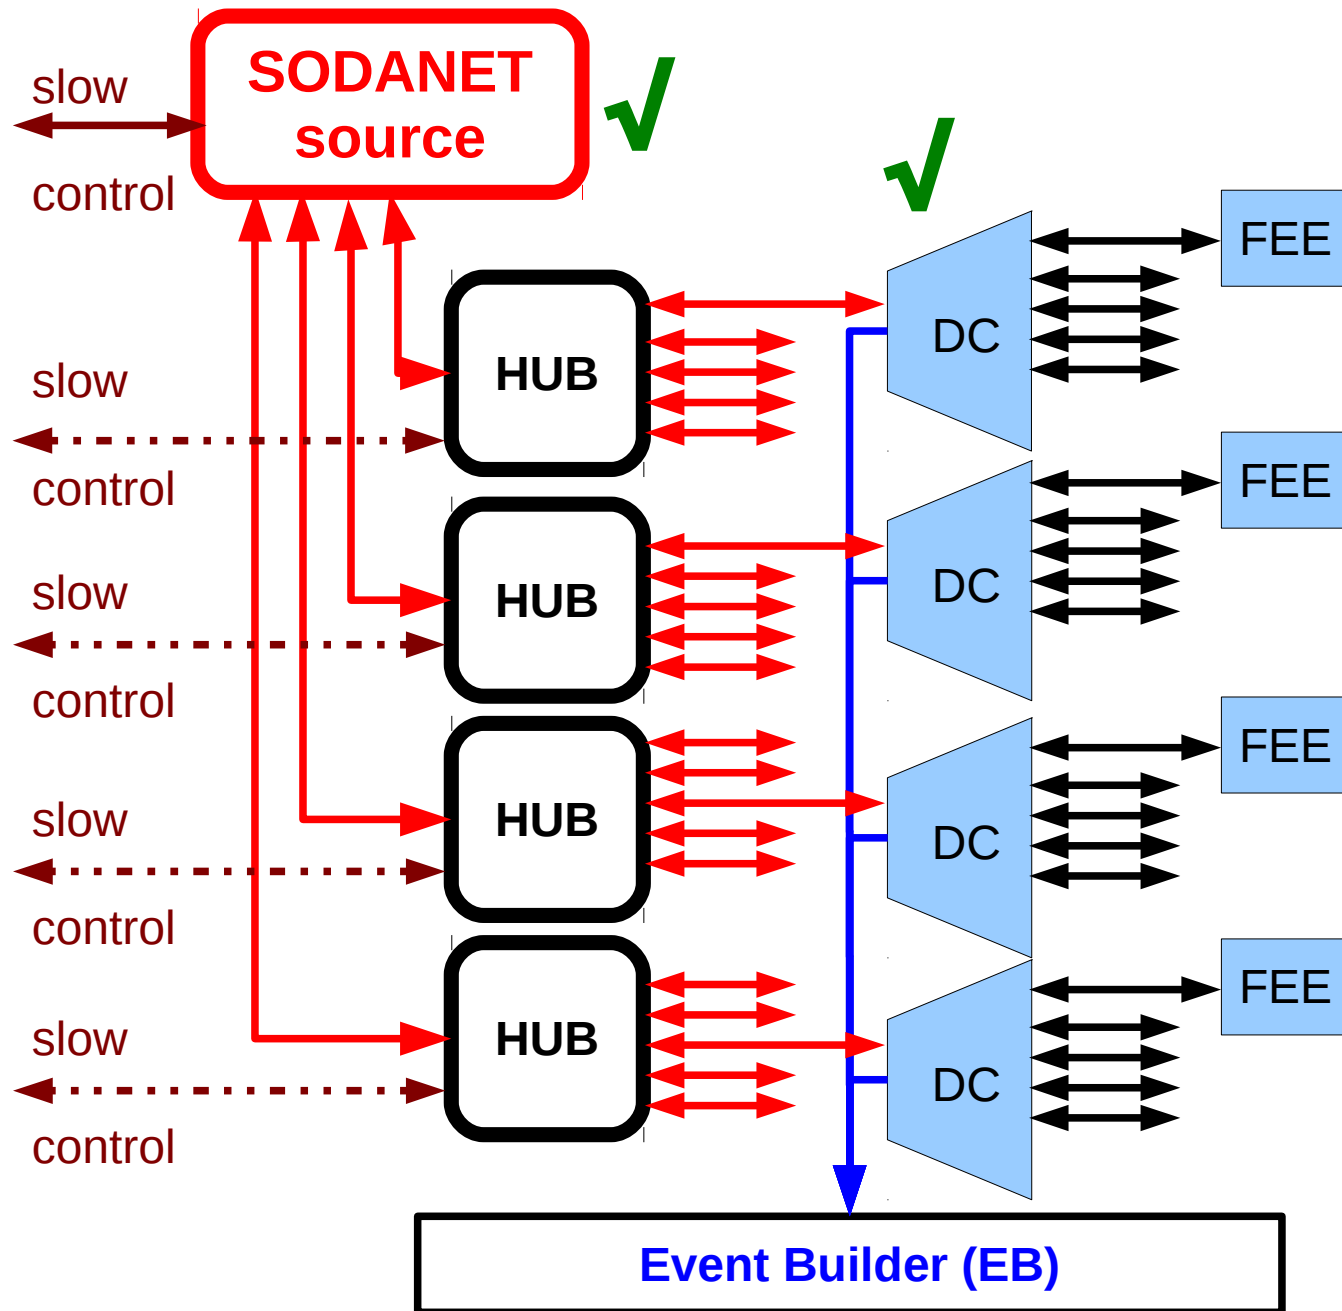 SODANET
source
slow
control
√
√
FEE
HUB
DC
slow
control
FEE
HUB
DC
slow
control
FEE
HUB
DC
slow
control
FEE
HUB
DC
slow
control
Event Builder (EB)